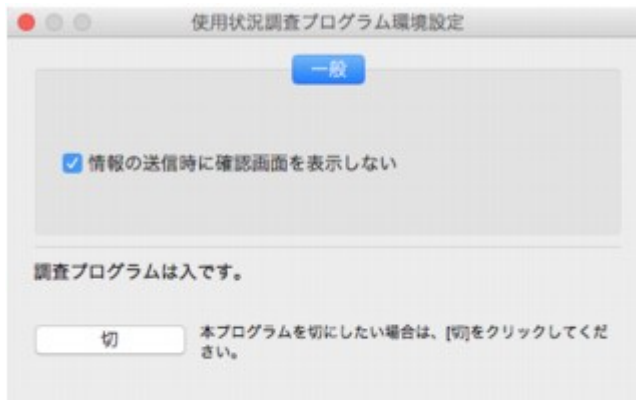 使用状況調査プログラム環境設定
一般
情報の送信時に確認画面を表示しない
調査プログラムは入です。
切
本プログラムを切にしたい場合は、[切]をクリックしてくだ
さい。